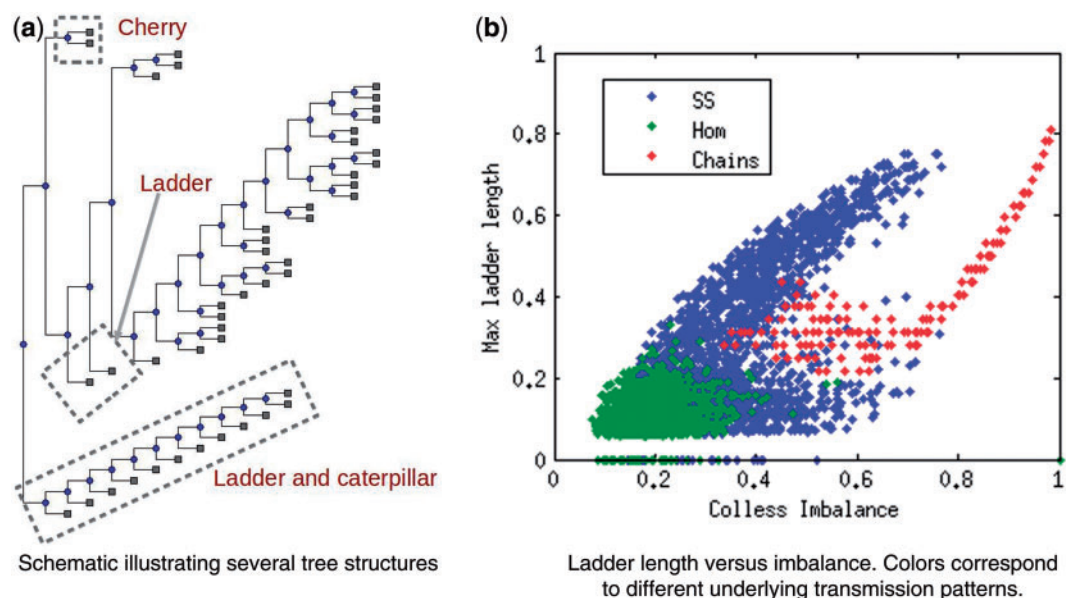 (a)
Cherry
Ladder
Ladder and caterpillar
Schematic illustrating several tree structures
(b)
1
0.8
0.6
0.4
0.2
0
Max ladder length
SS
Hom
Chains
0 0.2 0.4 0.6 0.8 1
Colless Imbalance
Ladder length versus imbalance. Colors correspond
to different underlying transmission patterns.